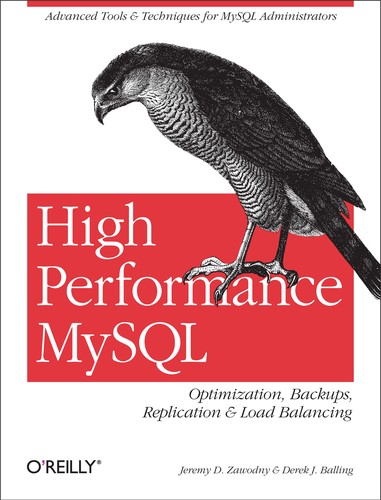 Advanced Tools & Techniques for MySQL Administrators
High
Performance
MySQL
Optimization, Backups,
Replication & Load Balancing
O'REILLY®
Jeremy D. Zawodny & Derek J. Balling